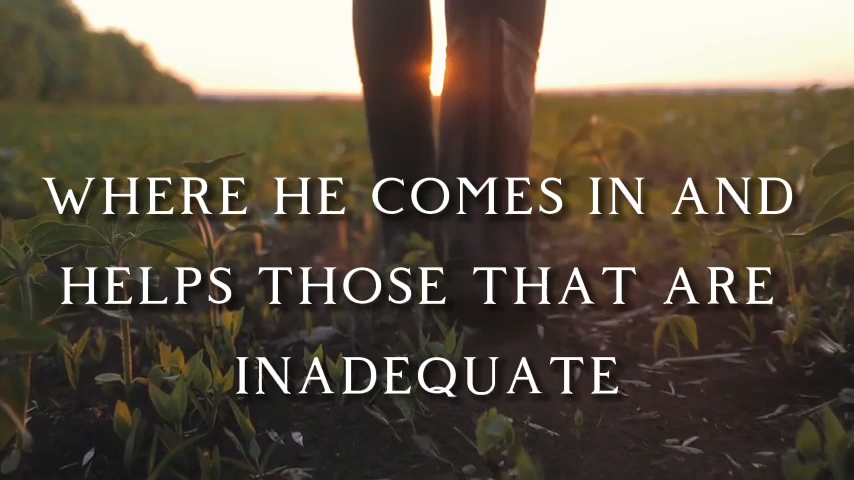 WHERE HE COMES IN AND
HELPS THOSE THAT ARE
INADEQUATE